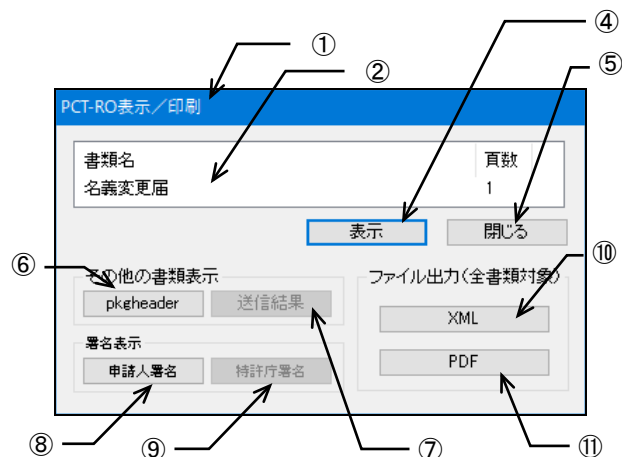 ① ④
② ⑤
PCT-RO表示／印刷
書類名 頁数
名義変更届 1
表示 閉じる
⑥ ⑩
その他の書類表示 ファイル出力(全書類対象)
pkgheader 送信結果 XML
署名表示
申請人署名 特許庁署名 PDF
⑧ ⑨ ⑦ ⑪